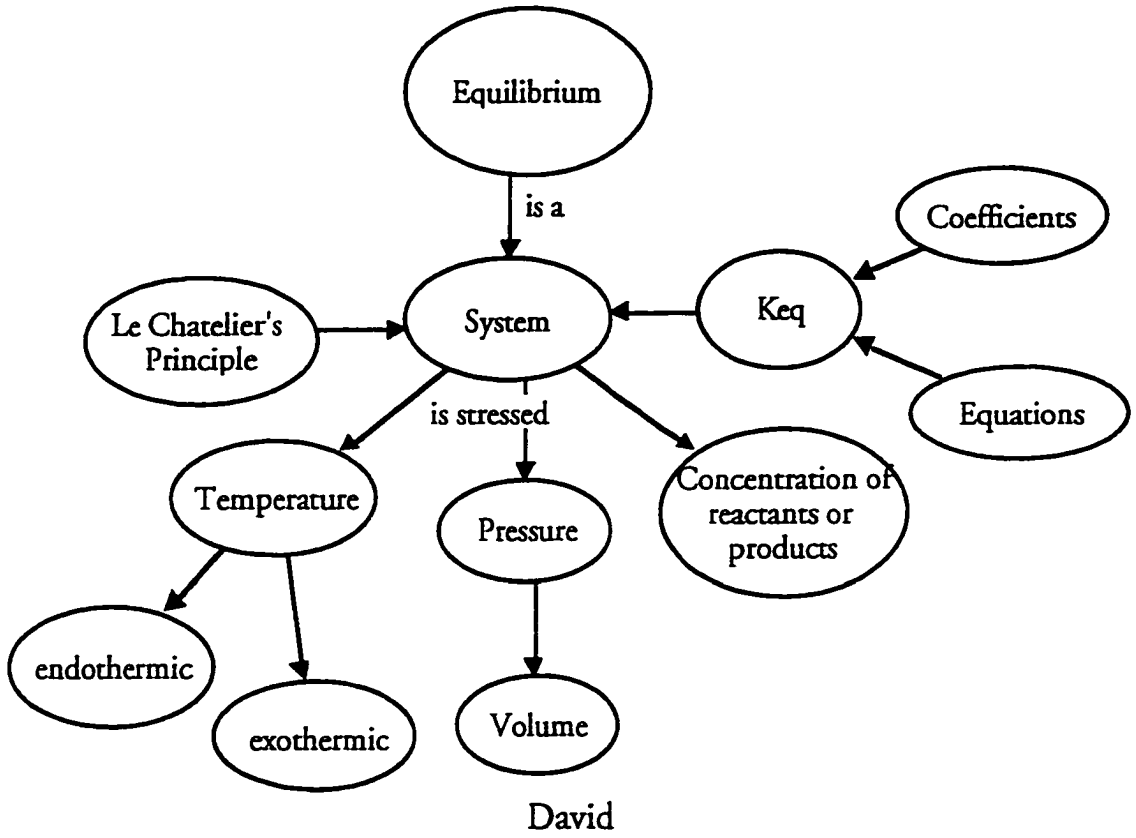 Equilibrium
is a
Coefficients
Le Chatelier's
Principle
System
Keq
is stressed
Equations
Temperature
Pressure
Concentration of
reactants or
products
endothermic
exothermic
Volume
David